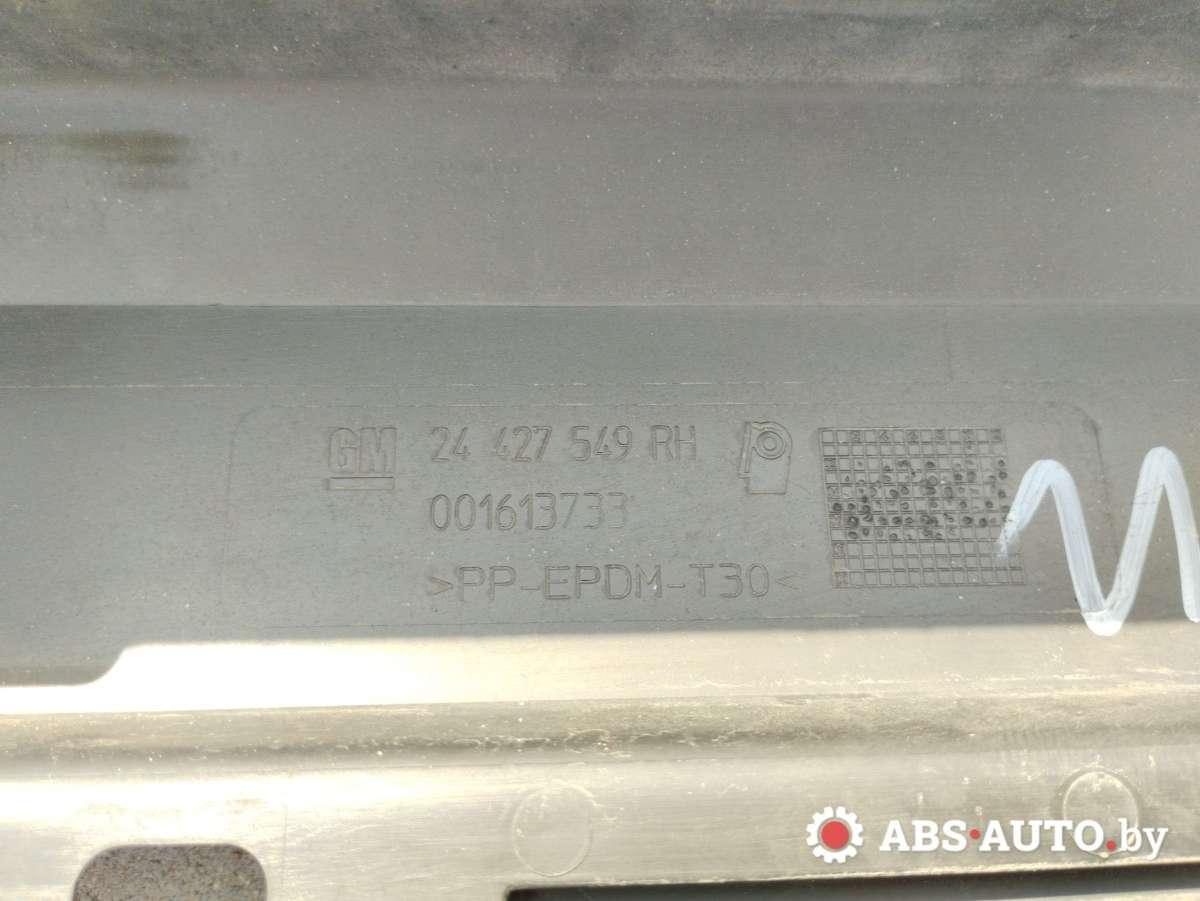 GM 24 427 549 RH
001613733
>PP-EPDM-T30<
ABS·AUTO.by